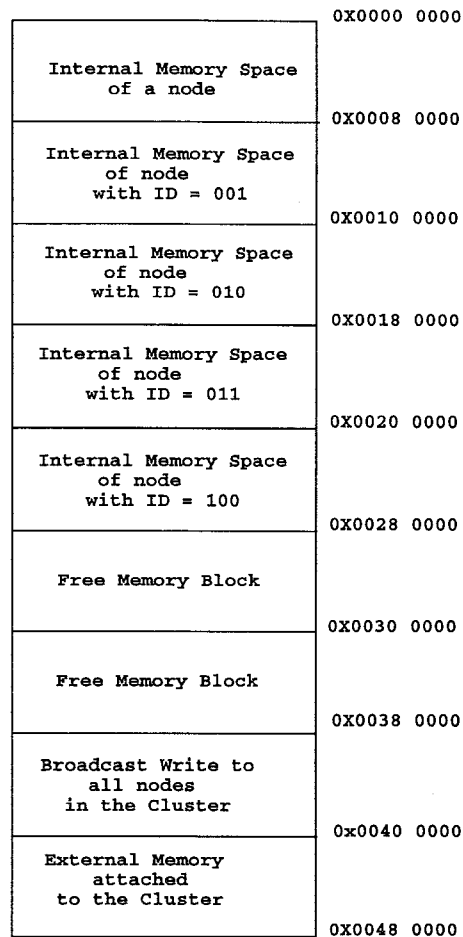 0X0000 0000
Internal Memory Space
of a node
0X0008 0000
Internal Memory Space
of node
with ID = 001
0X0010 0000
Internal Memory Space
of node
with ID = 010
0X0018 0000
Internal Memory Space
of node
with ID = 011
0X0020 0000
Internal Memory Space
of node
with ID = 100
0X0028 0000
Free Memory Block
0X0030 0000
Free Memory Block
0X0038 0000
Broadcast Write to
all nodes
in the Cluster
0x0040 0000
External Memory
attached
to the Cluster
0X0048 0000